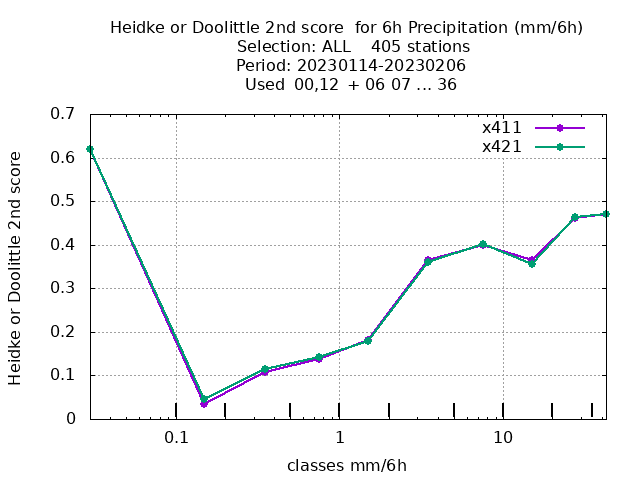 Heidke or Doolittle 2nd score  for 6h Precipitation (mm/6h)
Selection: ALL    405 stations
Period: 20230114-20230206
Used  00,12  + 06 07 ... 36
x411
x421
Heidke or Doolittle 2nd score
0.7
0.6
0.5
0.4
0.3
0.2
0.1
0
0.1 1 10
classes mm/6h